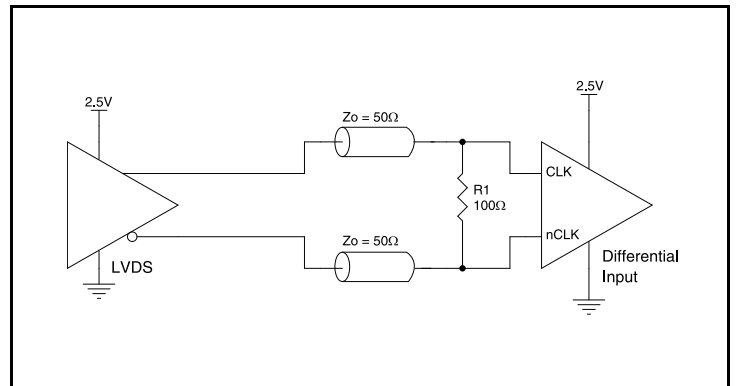 2.5V
2.5V
Zo = 50Ω
CLK
R1
100Ω
nCLK
Zo = 50Ω
LVDS
Differential
Input